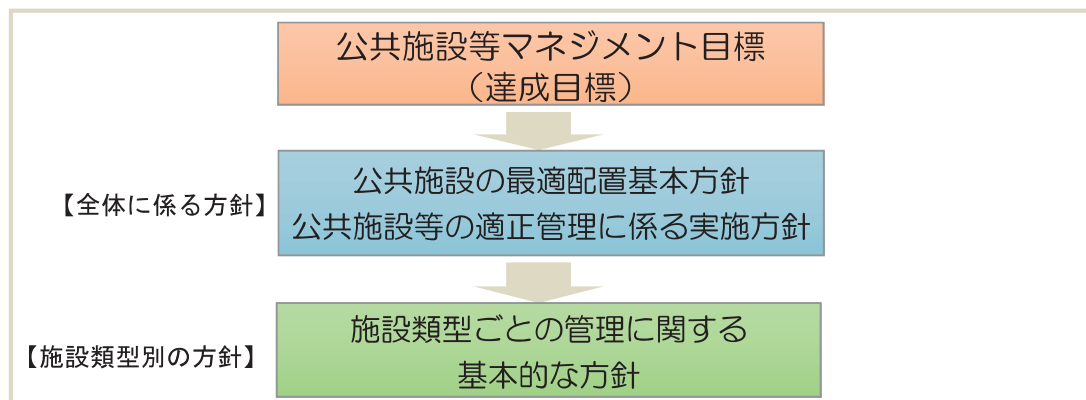 公共施設等マネジメント目標
（達成目標）
【全体に係る方針】
公共施設の最適配置基本方針
公共施設等の適正管理に係る実施方針
【施設類型別の方針】
施設類型ごとの管理に関する
基本的な方針